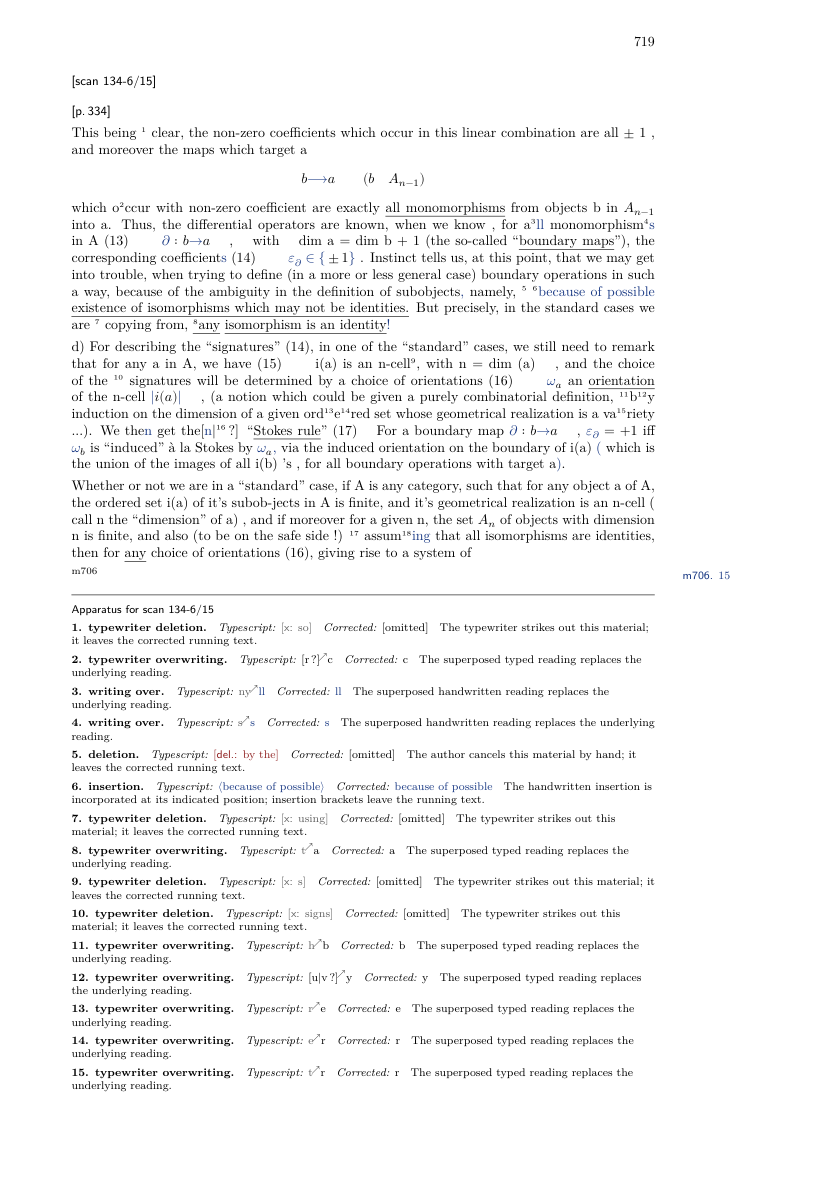 719
[scan 134-6/15]
[p. 334]
This being ¹ clear, the non-zero coefficients which occur in this linear combination are all ± 1 ,
and moreover the maps which target a
b⟶a (b A_{n−1})
which o²ccur with non-zero coefficient are exactly all monomorphisms from objects b in A_{n−1}
into a. Thus, the differential operators are known, when we know , for a³ll monomorphism⁴s
in A (13) ∂ : b→a , with dim a = dim b + 1 (the so-called “boundary maps”), the
corresponding coefficients (14) ε_∂ ∈ { ± 1} . Instinct tells us, at this point, that we may get
into trouble, when trying to define (in a more or less general case) boundary operations in such
a way, because of the ambiguity in the definition of subobjects, namely, ⁵ ⁶because of possible
existence of isomorphisms which may not be identities. But precisely, in the standard cases we
are ⁷ copying from, ⁸any isomorphism is an identity!
d) For describing the “signatures” (14), in one of the “standard” cases, we still need to remark
that for any a in A, we have (15) i(a) is an n-cell⁹, with n = dim (a) , and the choice
of the ¹⁰ signatures will be determined by a choice of orientations (16) ω_a an orientation
of the n-cell |i(a)| , (a notion which could be given a purely combinatorial definition, ¹¹b¹²y
induction on the dimension of a given ord¹³e¹⁴red set whose geometrical realization is a va¹⁵riety
...). We then get the[n|¹⁶ ?] “Stokes rule” (17) For a boundary map ∂ : b→a , ε_∂ = +1 iff
ω_b is “induced” à la Stokes by ω_a, via the induced orientation on the boundary of i(a) ( which is
the union of the images of all i(b) ’s , for all boundary operations with target a).
Whether or not we are in a “standard” case, if A is any category, such that for any object a of A,
the ordered set i(a) of it’s subob-jects in A is finite, and it’s geometrical realization is an n-cell (
call n the “dimension” of a) , and if moreover for a given n, the set A_n of objects with dimension
n is finite, and also (to be on the safe side !) ¹⁷ assum¹⁸ing that all isomorphisms are identities,
then for any choice of orientations (16), giving rise to a system of
m706
m706. 15
Apparatus for scan 134-6/15
1. typewriter deletion. Typescript: [x: so] Corrected: [omitted] The typewriter strikes out this material;
it leaves the corrected running text.
2. typewriter overwriting. Typescript: [r ?]↗c Corrected: c The superposed typed reading replaces the
underlying reading.
3. writing over. Typescript: ny↗ll Corrected: ll The superposed handwritten reading replaces the
underlying reading.
4. writing over. Typescript: s↗s Corrected: s The superposed handwritten reading replaces the underlying
reading.
5. deletion. Typescript: [del.: by the] Corrected: [omitted] The author cancels this material by hand; it
leaves the corrected running text.
6. insertion. Typescript: ⟨because of possible⟩ Corrected: because of possible The handwritten insertion is
incorporated at its indicated position; insertion brackets leave the running text.
7. typewriter deletion. Typescript: [x: using] Corrected: [omitted] The typewriter strikes out this
material; it leaves the corrected running text.
8. typewriter overwriting. Typescript: t↗a Corrected: a The superposed typed reading replaces the
underlying reading.
9. typewriter deletion. Typescript: [x: s] Corrected: [omitted] The typewriter strikes out this material; it
leaves the corrected running text.
10. typewriter deletion. Typescript: [x: signs] Corrected: [omitted] The typewriter strikes out this
material; it leaves the corrected running text.
11. typewriter overwriting. Typescript: h↗b Corrected: b The superposed typed reading replaces the
underlying reading.
12. typewriter overwriting. Typescript: [u|v ?]↗y Corrected: y The superposed typed reading replaces
the underlying reading.
13. typewriter overwriting. Typescript: r↗e Corrected: e The superposed typed reading replaces the
underlying reading.
14. typewriter overwriting. Typescript: e↗r Corrected: r The superposed typed reading replaces the
underlying reading.
15. typewriter overwriting. Typescript: t↗r Corrected: r The superposed typed reading replaces the
underlying reading.